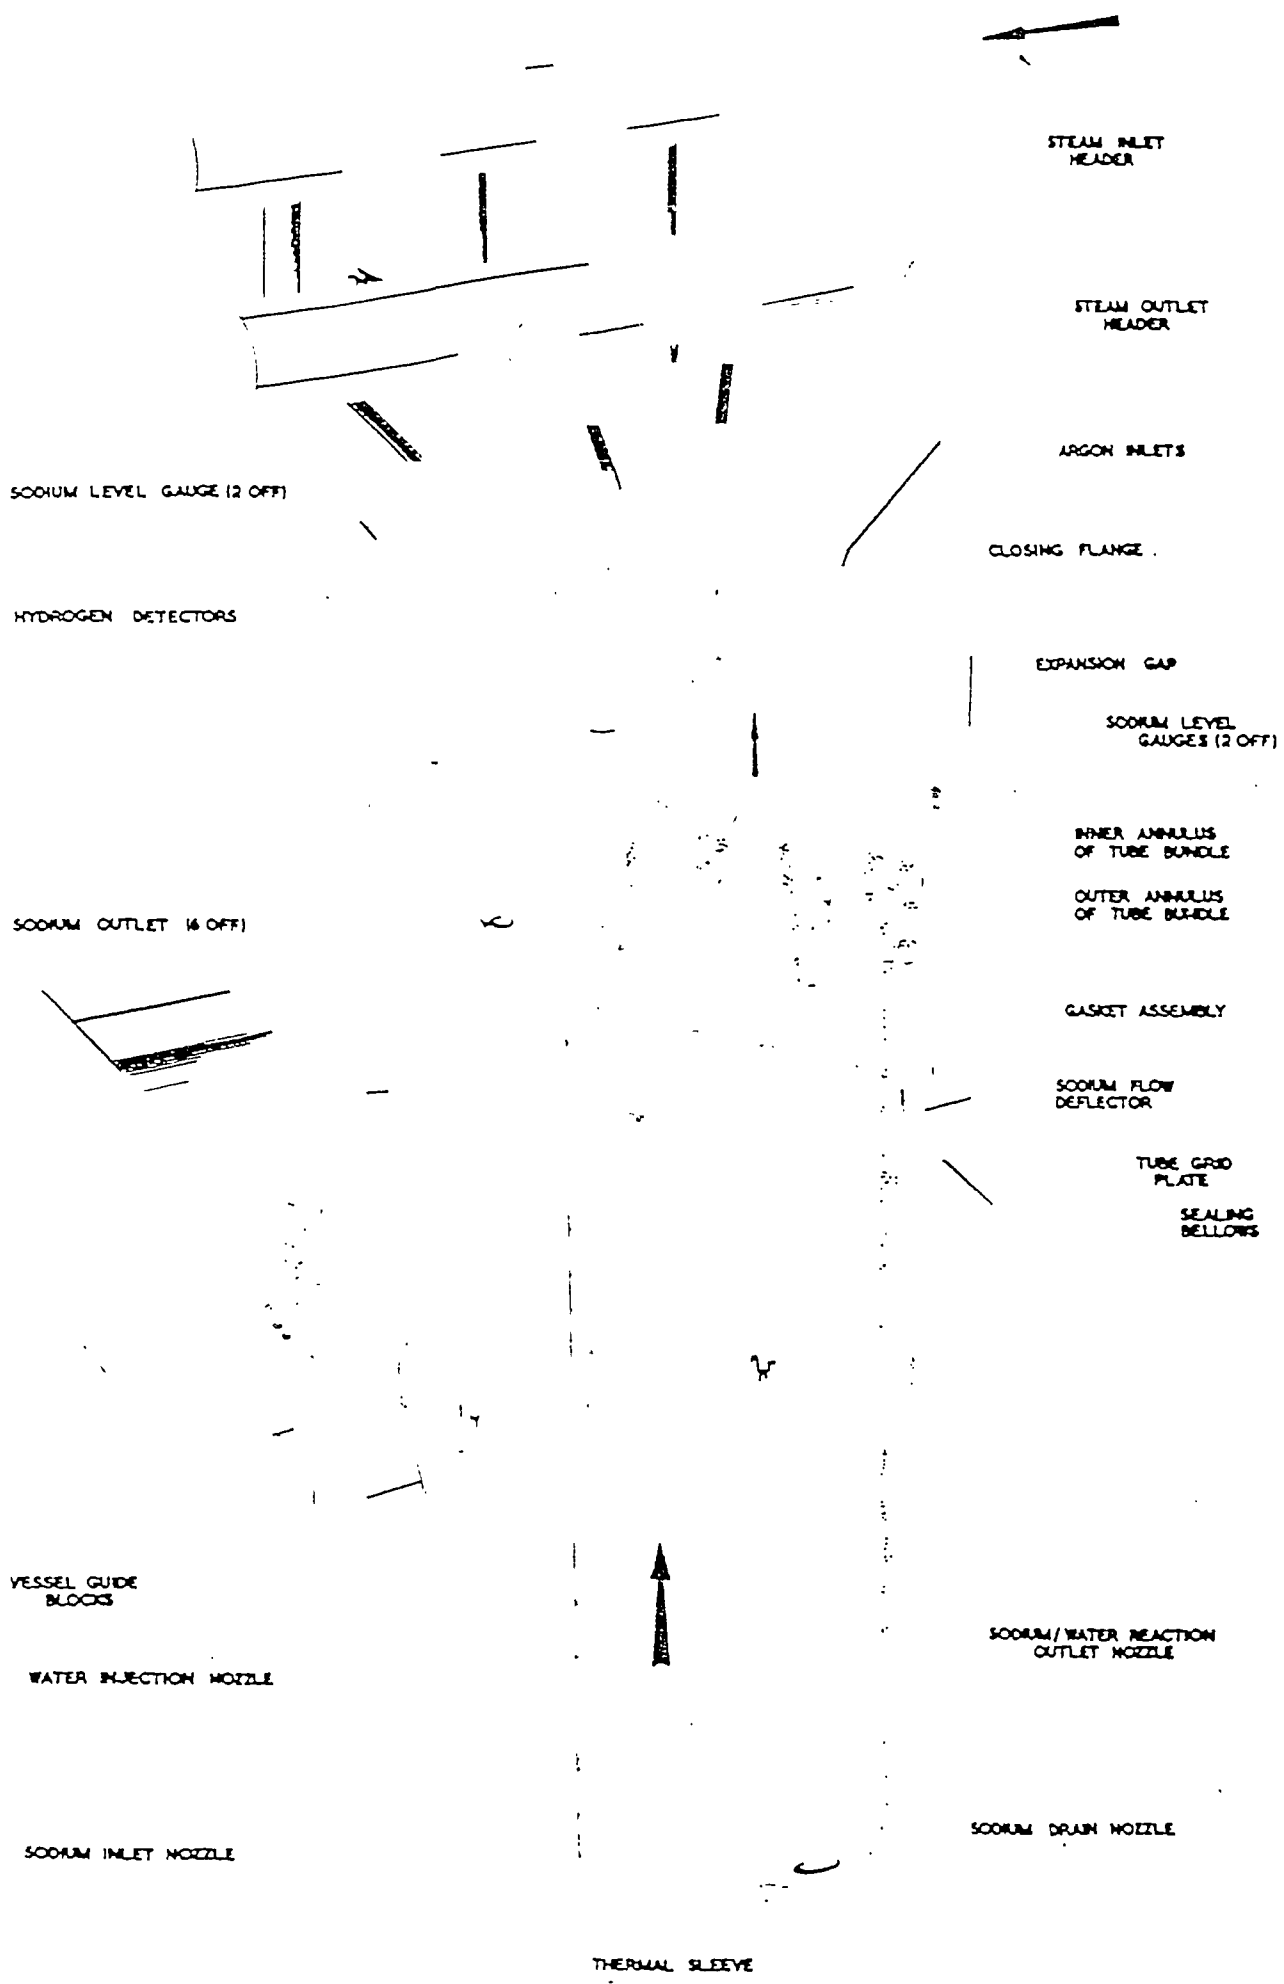 STEAM INLET
HEADER
STEAM OUTLET
HEADER
ARGON INLETS
SODIUM LEVEL GAUGE (2 OFF)
CLOSING FLANGE
HYDROGEN DETECTORS
EXPANSION GAP
SODIUM LEVEL
GAUGES (2 OFF)
INNER ANNULUS
OF TUBE BUNDLE
OUTER ANNULUS
OF TUBE BUNDLE
SODIUM OUTLET (6 OFF)
GASKET ASSEMBLY
SODIUM FLOW
DEFLECTOR
TUBE GRID
PLATE
SEALING
BELLOWS
VESSEL GUIDE
BLOCKS
SODIUM/WATER REACTION
OUTLET NOZZLE
WATER INJECTION NOZZLE
SODIUM DRAIN NOZZLE
SODIUM INLET NOZZLE
THERMAL SLEEVE